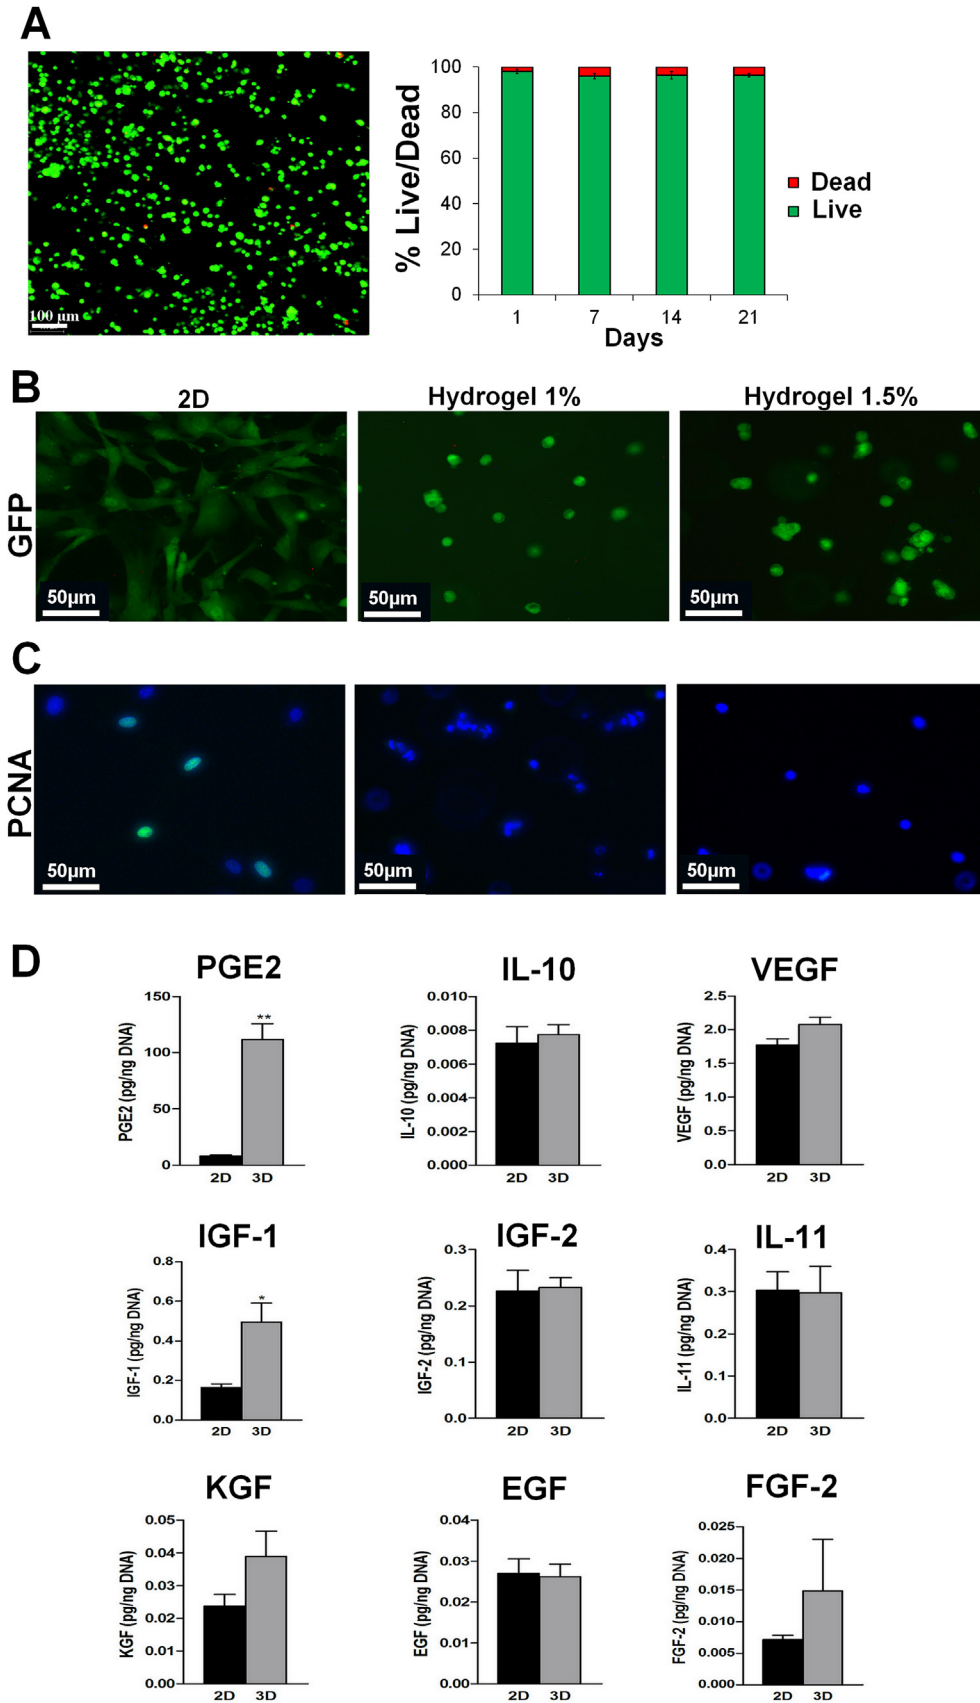 A
100 µm
% Live/Dead
100
80
60
40
20
0
1 7 14 21
Days
Dead
Live
B
2D Hydrogel 1% Hydrogel 1.5%
GFP
50µm 50µm 50µm
C
PCNA
50µm 50µm 50µm
D
PGE2
PGE2 (pg/ng DNA)
150
100
50
0
**
2D 3D
IL-10
IL-10 (pg/ng DNA)
0.010
0.008
0.006
0.004
0.002
0.000
2D 3D
VEGF
VEGF (pg/ng DNA)
2.5
2.0
1.5
1.0
0.5
0.0
2D 3D
IGF-1
IGF-1 (pg/ng DNA)
0.8
0.6
0.4
0.2
0.0
*
2D 3D
IGF-2
IGF-2 (pg/ng DNA)
0.3
0.2
0.1
0.0
2D 3D
IL-11
IL-11 (pg/ng DNA)
0.4
0.3
0.2
0.1
0.0
2D 3D
KGF
KGF (pg/ng DNA)
0.05
0.04
0.03
0.02
0.01
0.00
2D 3D
EGF
EGF (pg/ng DNA)
0.04
0.03
0.02
0.01
0.00
2D 3D
FGF-2
FGF-2 (pg/ng DNA)
0.025
0.020
0.015
0.010
0.005
0.000
2D 3D